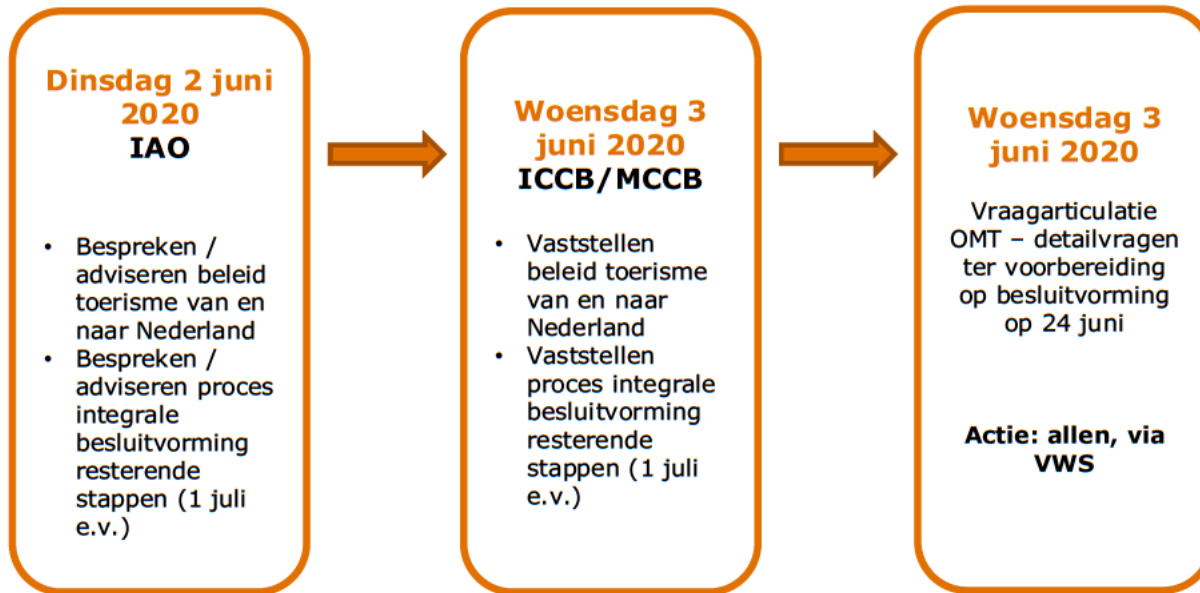 Dinsdag 2 juni
2020
IAO
• Bespreken /
adviseren beleid
toerisme van en
naar Nederland
• Bespreken /
adviseren proces
integrale
besluitvorming
resterende
stappen (1 juli
e.v.)
Woensdag 3
juni 2020
ICCB/MCCB
• Vaststellen
beleid toerisme
van en naar
Nederland
• Vaststellen
proces integrale
besluitvorming
resterende
stappen (1 juli
e.v.)
Woensdag 3
juni 2020
Vraagarticulatie
OMT – detailvragen
ter voorbereiding
op besluitvorming
op 24 juni
Actie: allen, via
VWS